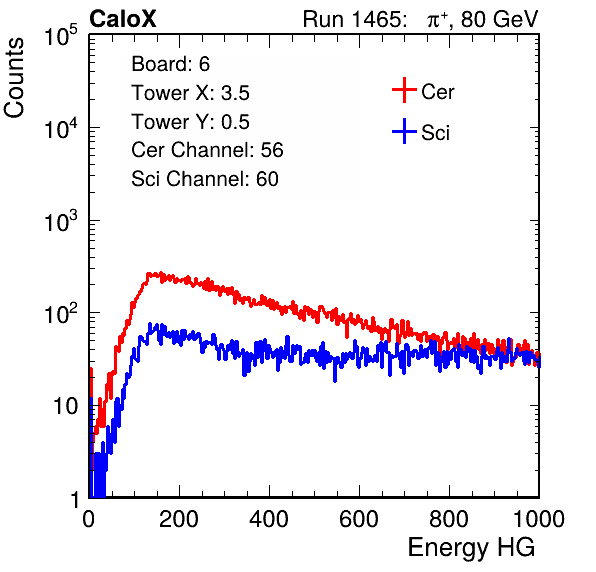 CaloX Run 1465: π⁺, 80 GeV
Counts
Board: 6
Tower X: 3.5
Tower Y: 0.5
Cer Channel: 56
Sci Channel: 60
Cer
Sci
10⁵
10⁴
10³
10²
10
1
0 200 400 600 800 1000
Energy HG